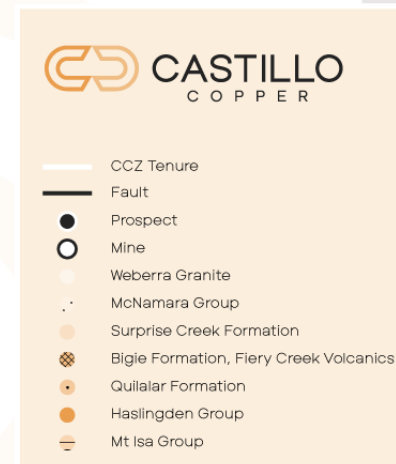 CASTILLO
COPPER
CCZ Tenure
Fault
Prospect
Mine
Weberra Granite
McNamara Group
Surprise Creek Formation
Bigie Formation, Fiery Creek Volcanics
Quilalar Formation
Haslingden Group
Mt Isa Group